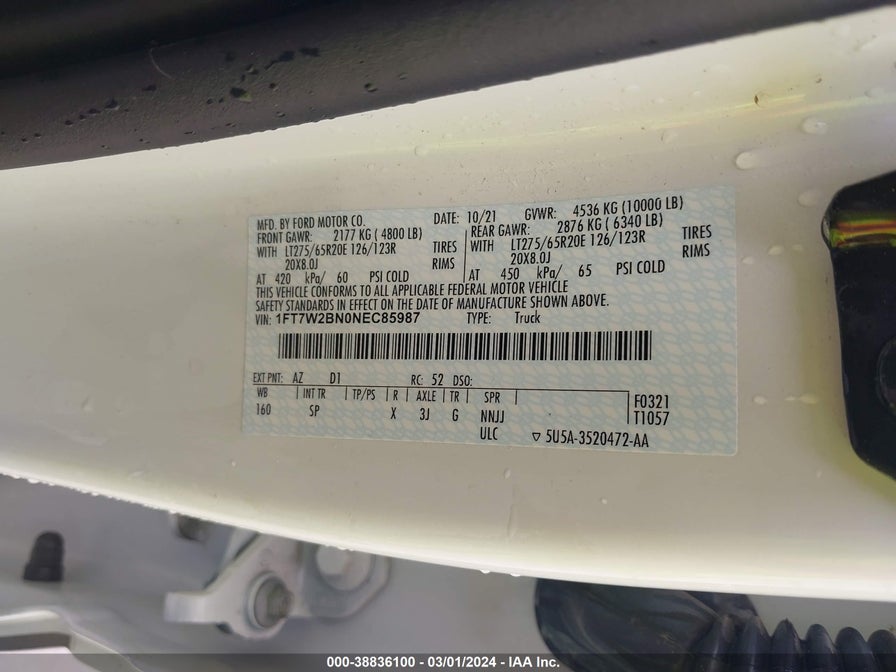 MFD. BY FORD MOTOR CO. DATE: 10/21 GVWR: 4536 KG (10000 LB)
FRONT GAWR: 2177 KG ( 4800 LB) REAR GAWR: 2876 KG ( 6340 LB)
WITH LT275/65R20E 126/123R TIRES WITH LT275/65R20E 126/123R TIRES
20X8.0J RIMS 20X8.0J RIMS
AT 420 kPa/ 60 PSI COLD AT 450 kPa/ 65 PSI COLD
THIS VEHICLE CONFORMS TO ALL APPLICABLE FEDERAL MOTOR VEHICLE
SAFETY STANDARDS IN EFFECT ON THE DATE OF MANUFACTURE SHOWN ABOVE.
VIN: 1FT7W2BN0NEC85987 TYPE: Truck
EXT PNT: AZ D1 RC: 52 DSO:
WB INT TR TP/PS R AXLE TR SPR F0321
160 SP X 3J G NNJJ T1057
ULC ▽ 5U5A-3520472-AA
000-38836100 - 03/01/2024 - IAA Inc.